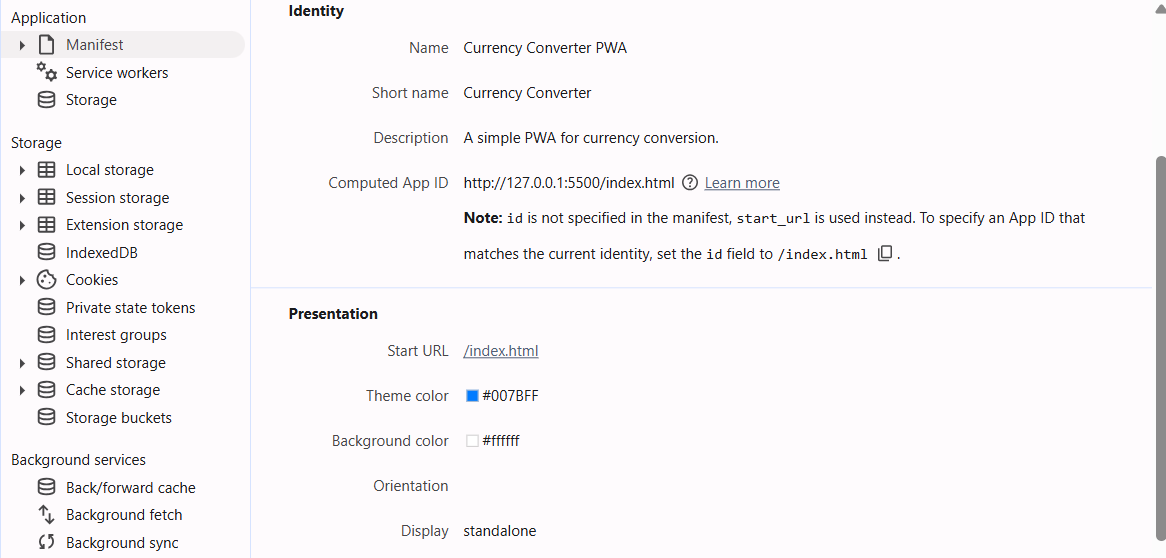 Application
Manifest
Service workers
Storage
Storage
Local storage
Session storage
Extension storage
IndexedDB
Cookies
Private state tokens
Interest groups
Shared storage
Cache storage
Storage buckets
Background services
Back/forward cache
Background fetch
Background sync
Identity
Name Currency Converter PWA
Short name Currency Converter
Description A simple PWA for currency conversion.
Computed App ID http://127.0.0.1:5500/index.html Learn more
Note: id is not specified in the manifest, start_url is used instead. To specify an App ID that
matches the current identity, set the id field to /index.html .
Presentation
Start URL /index.html
Theme color #007BFF
Background color #ffffff
Orientation
Display standalone